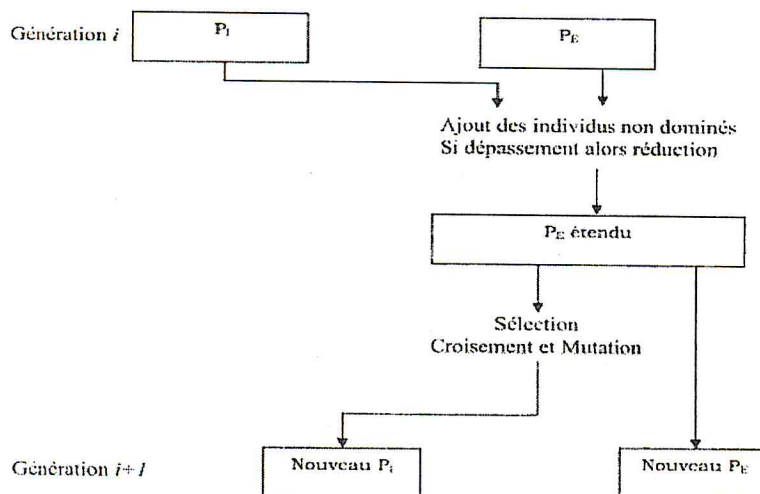 Génération i
P_I
P_E
Ajout des individus non dominés
Si dépassement alors réduction
P_E étendu
Sélection
Croisement et Mutation
Génération i+1
Nouveau P_i
Nouveau P_E